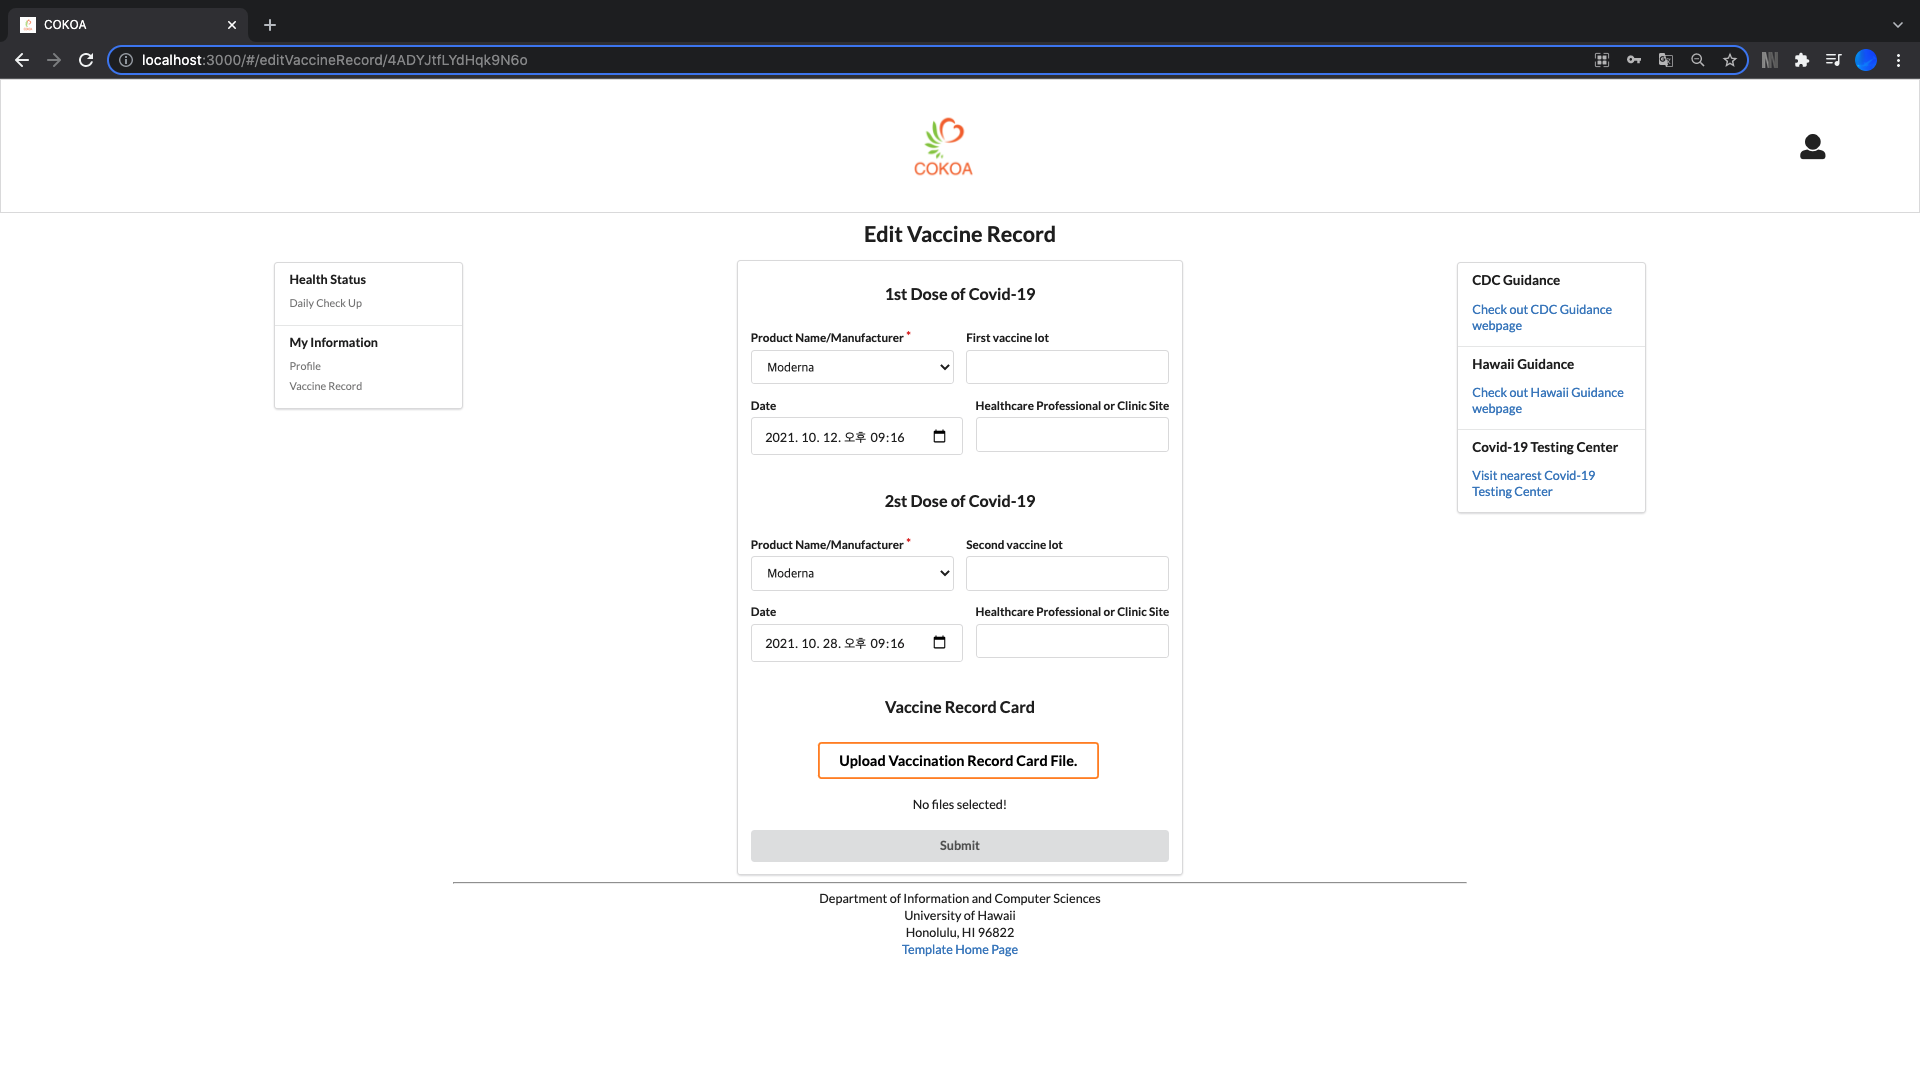 COKOA
localhost:3000/#/editVaccineRecord/4ADYJtfLYdHqk9N6o
COKOA
Edit Vaccine Record
Health Status
Daily Check Up
My Information
Profile
Vaccine Record
1st Dose of Covid-19
Product Name/Manufacturer *
First vaccine lot
Moderna
Date
Healthcare Professional or Clinic Site
2021. 10. 12. 오후 09:16
2st Dose of Covid-19
Product Name/Manufacturer *
Second vaccine lot
Moderna
Date
Healthcare Professional or Clinic Site
2021. 10. 28. 오후 09:16
Vaccine Record Card
Upload Vaccination Record Card File.
No files selected!
Submit
CDC Guidance
Check out CDC Guidance
webpage
Hawaii Guidance
Check out Hawaii Guidance
webpage
Covid-19 Testing Center
Visit nearest Covid-19
Testing Center
Department of Information and Computer Sciences
University of Hawaii
Honolulu, HI 96822
Template Home Page